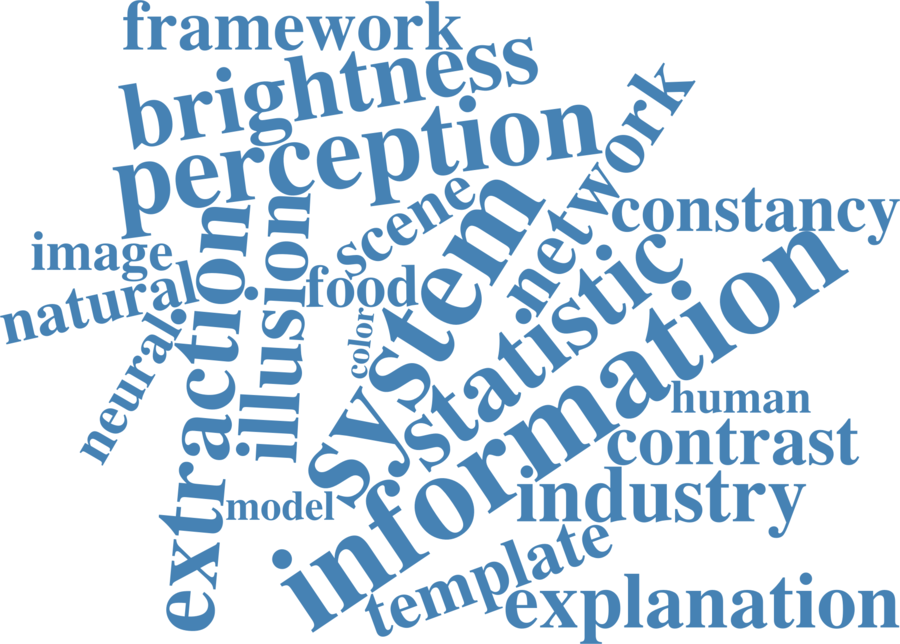 framework
brightness
perception
network
scene
system
constancy
image
natural
extraction
illusion
food
color
statistic
neural
information
human
contrast
industry
model
template
explanation